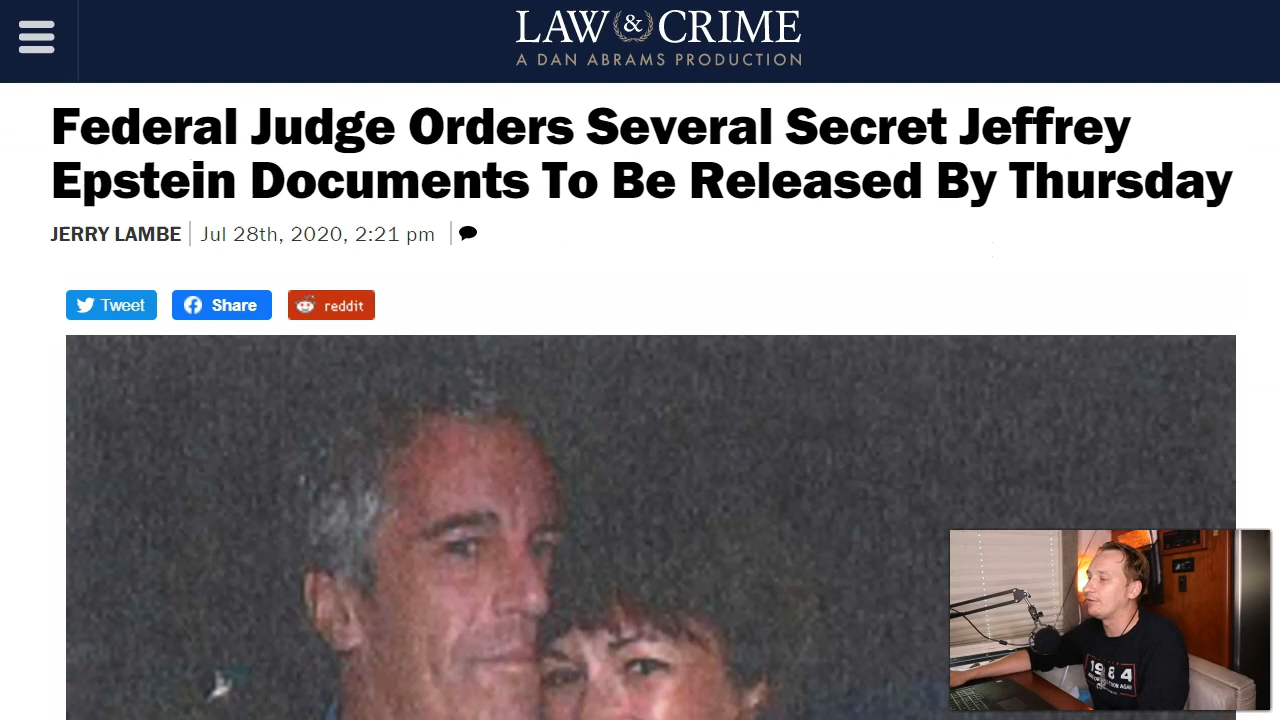 LAW & CRIME
A DAN ABRAMS PRODUCTION
Federal Judge Orders Several Secret Jeffrey
Epstein Documents To Be Released By Thursday
JERRY LAMBE | Jul 28th, 2020, 2:21 pm |
Tweet Share reddit
1984